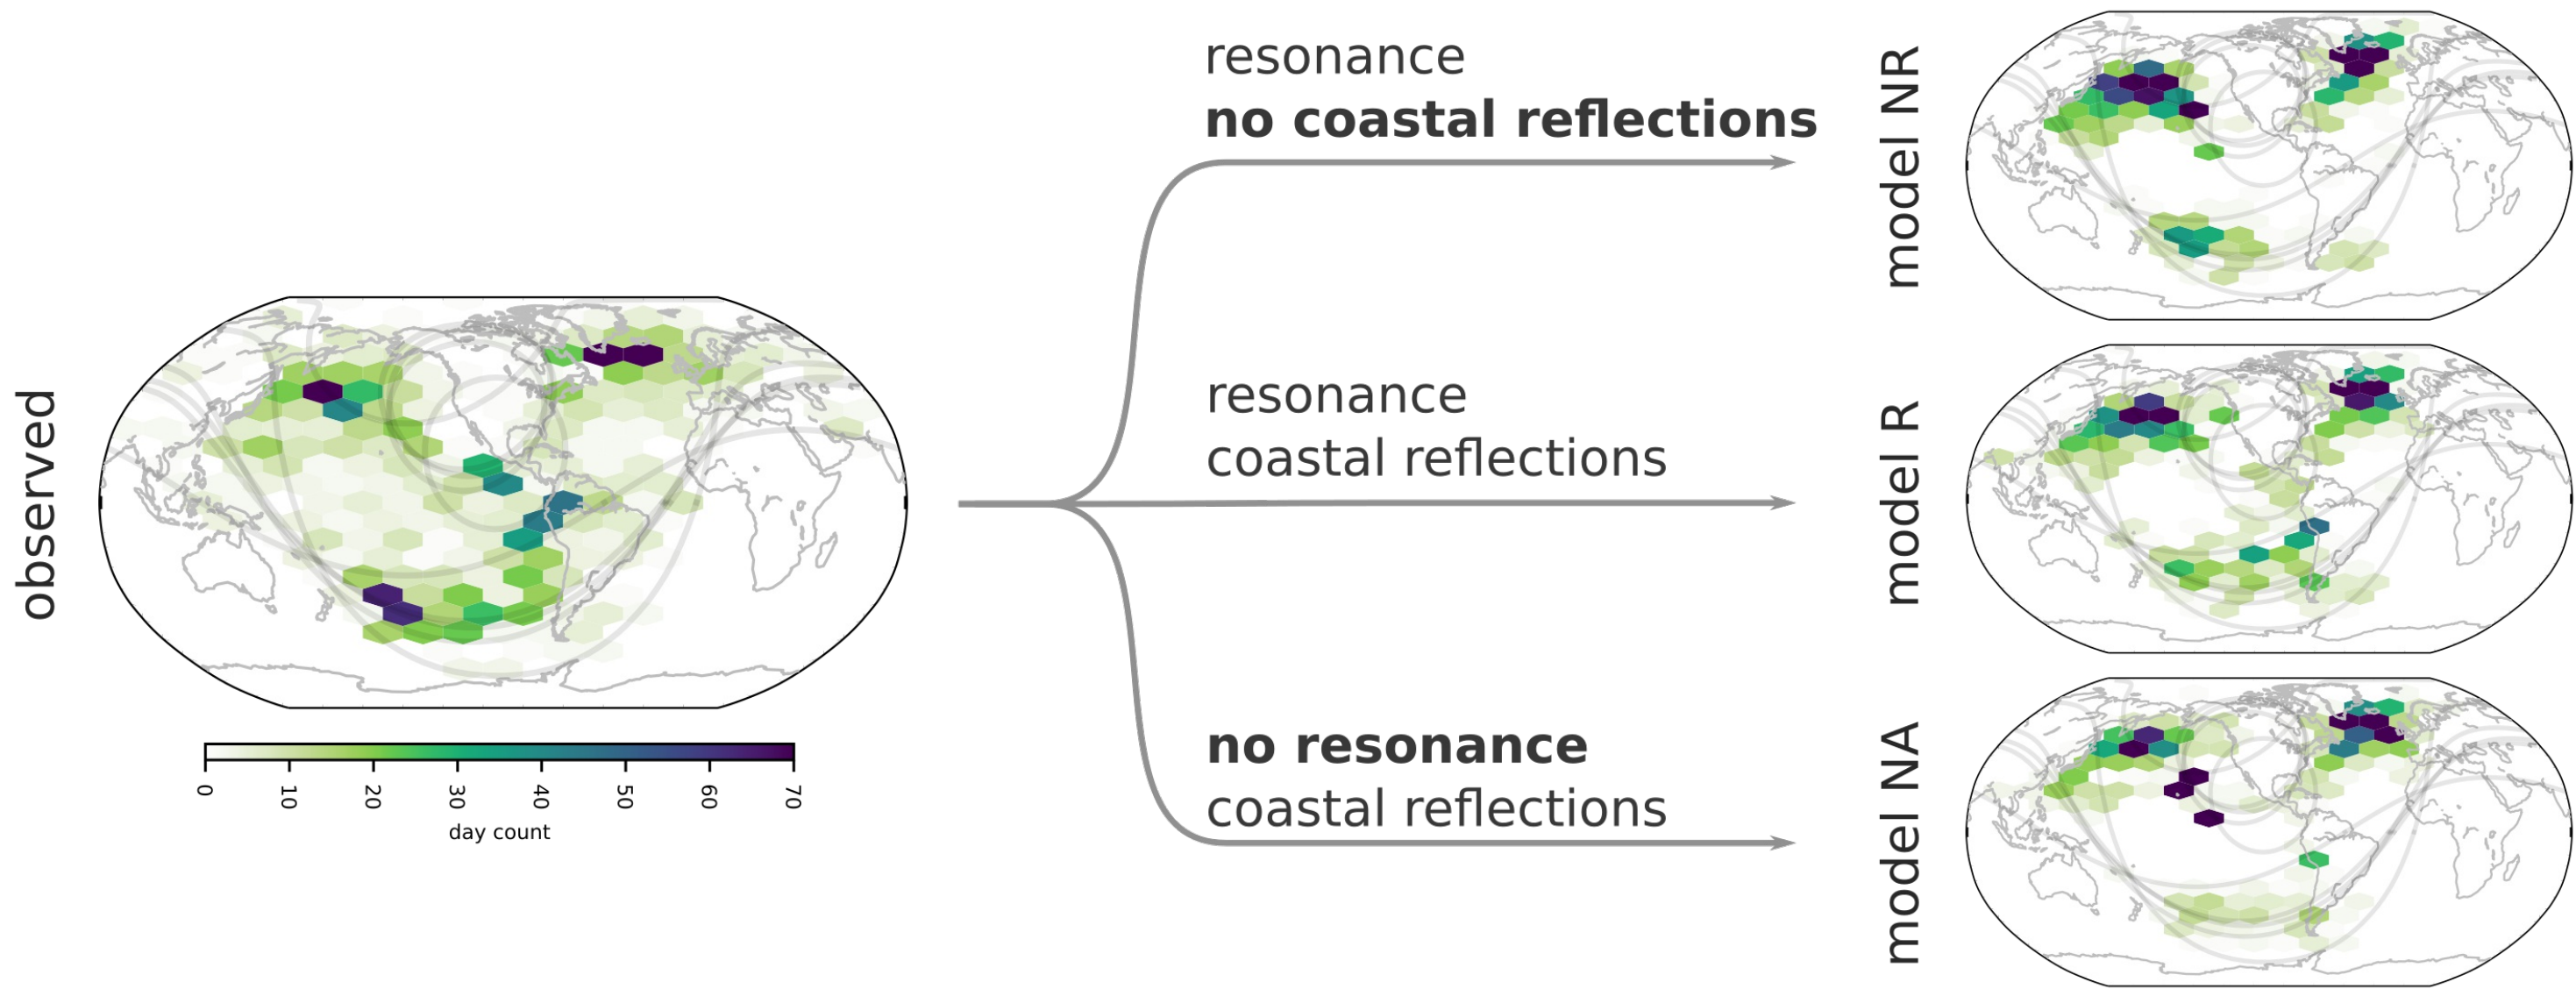 observed
0
10
20
30
40
50
60
70
day count
resonance
no coastal reflections
resonance
coastal reflections
no resonance
coastal reflections
model NR
model R
model NA